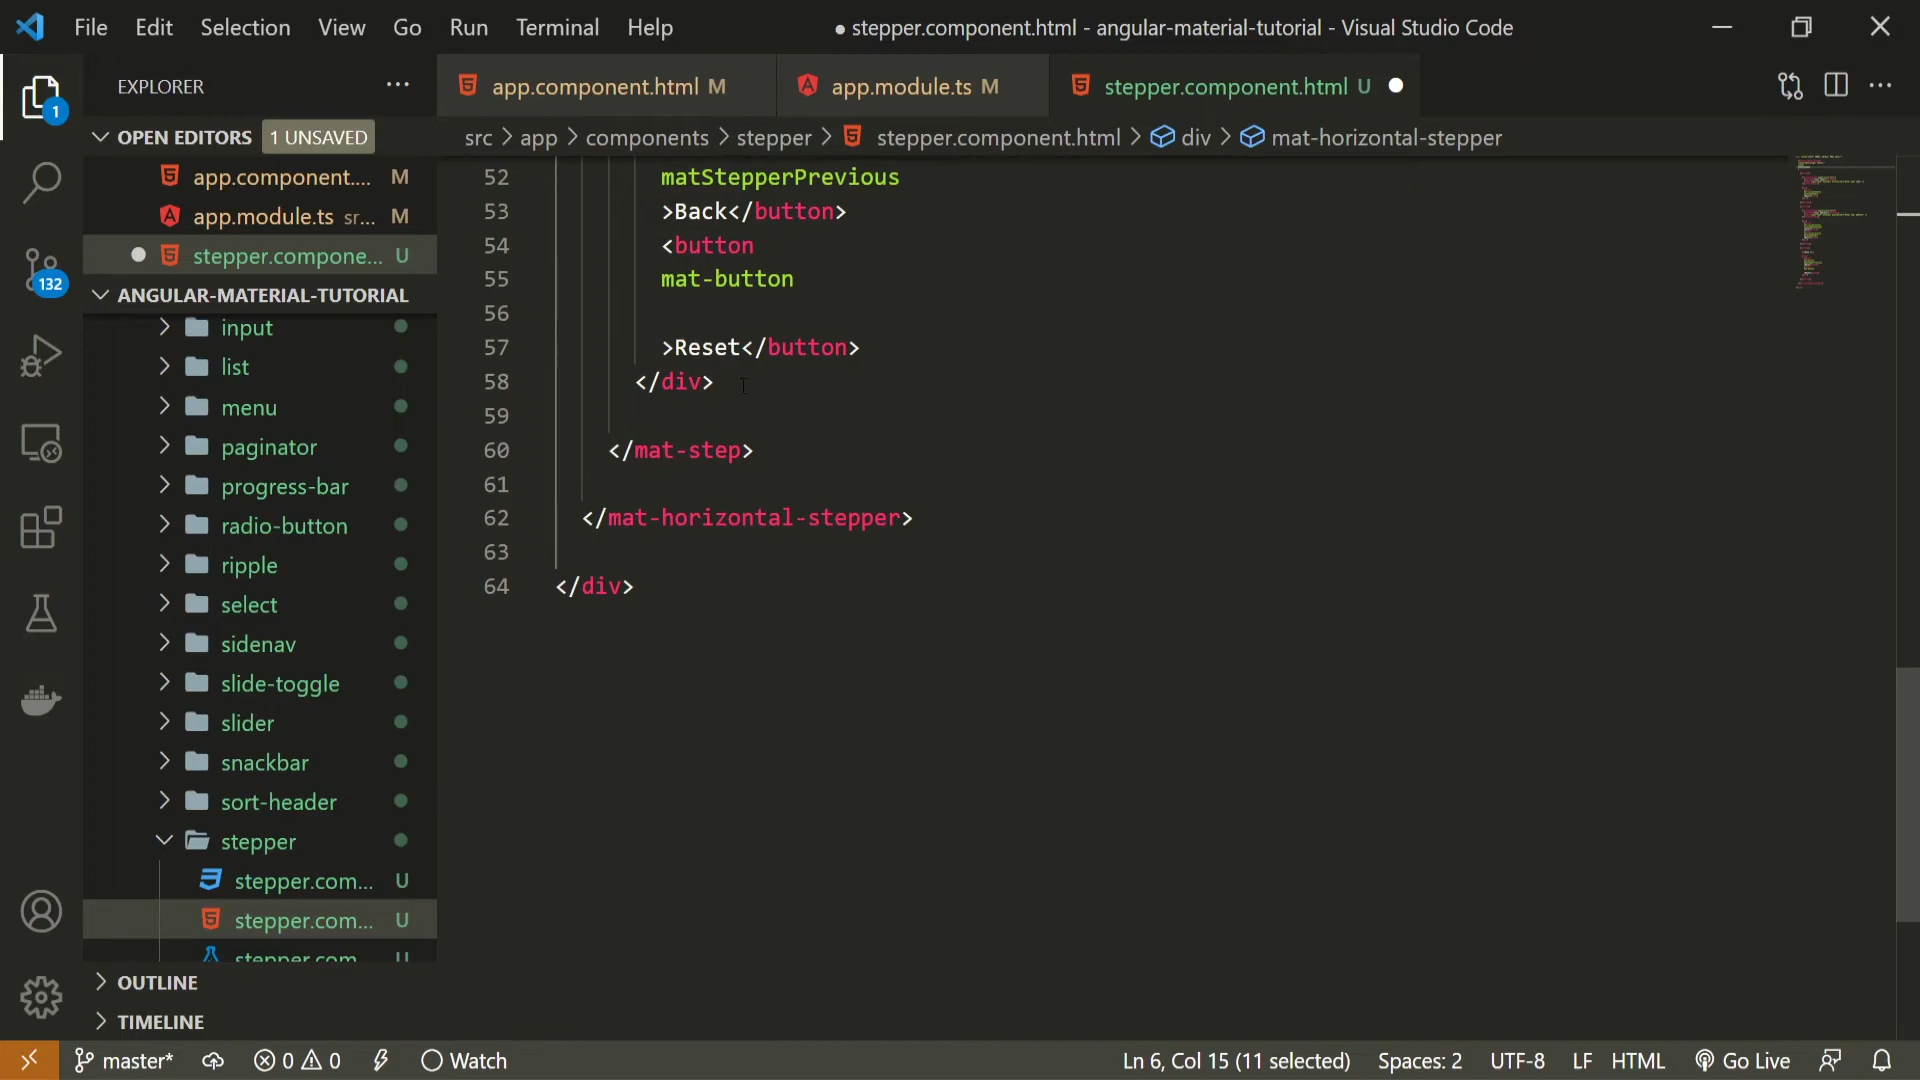 File Edit Selection View Go Run Terminal Help
● stepper.component.html - angular-material-tutorial - Visual Studio Code
EXPLORER
OPEN EDITORS 1 UNSAVED
app.component.... M
app.module.ts sr... M
stepper.compone... U
ANGULAR-MATERIAL-TUTORIAL
input
list
menu
paginator
progress-bar
radio-button
ripple
select
sidenav
slide-toggle
slider
snackbar
sort-header
stepper
stepper.com... U
stepper.com... U
stepper.com... U
OUTLINE
TIMELINE
1
132
app.component.html M
app.module.ts M
stepper.component.html U
src > app > components > stepper > stepper.component.html > div > mat-horizontal-stepper
52 matStepperPrevious
53 >Back</button>
54 <button
55 mat-button
56
57 >Reset</button>
58 </div>
59
60 </mat-step>
61
62 </mat-horizontal-stepper>
63
64 </div>
master* 0 0 Watch
Ln 6, Col 15 (11 selected) Spaces: 2 UTF-8 LF HTML Go Live